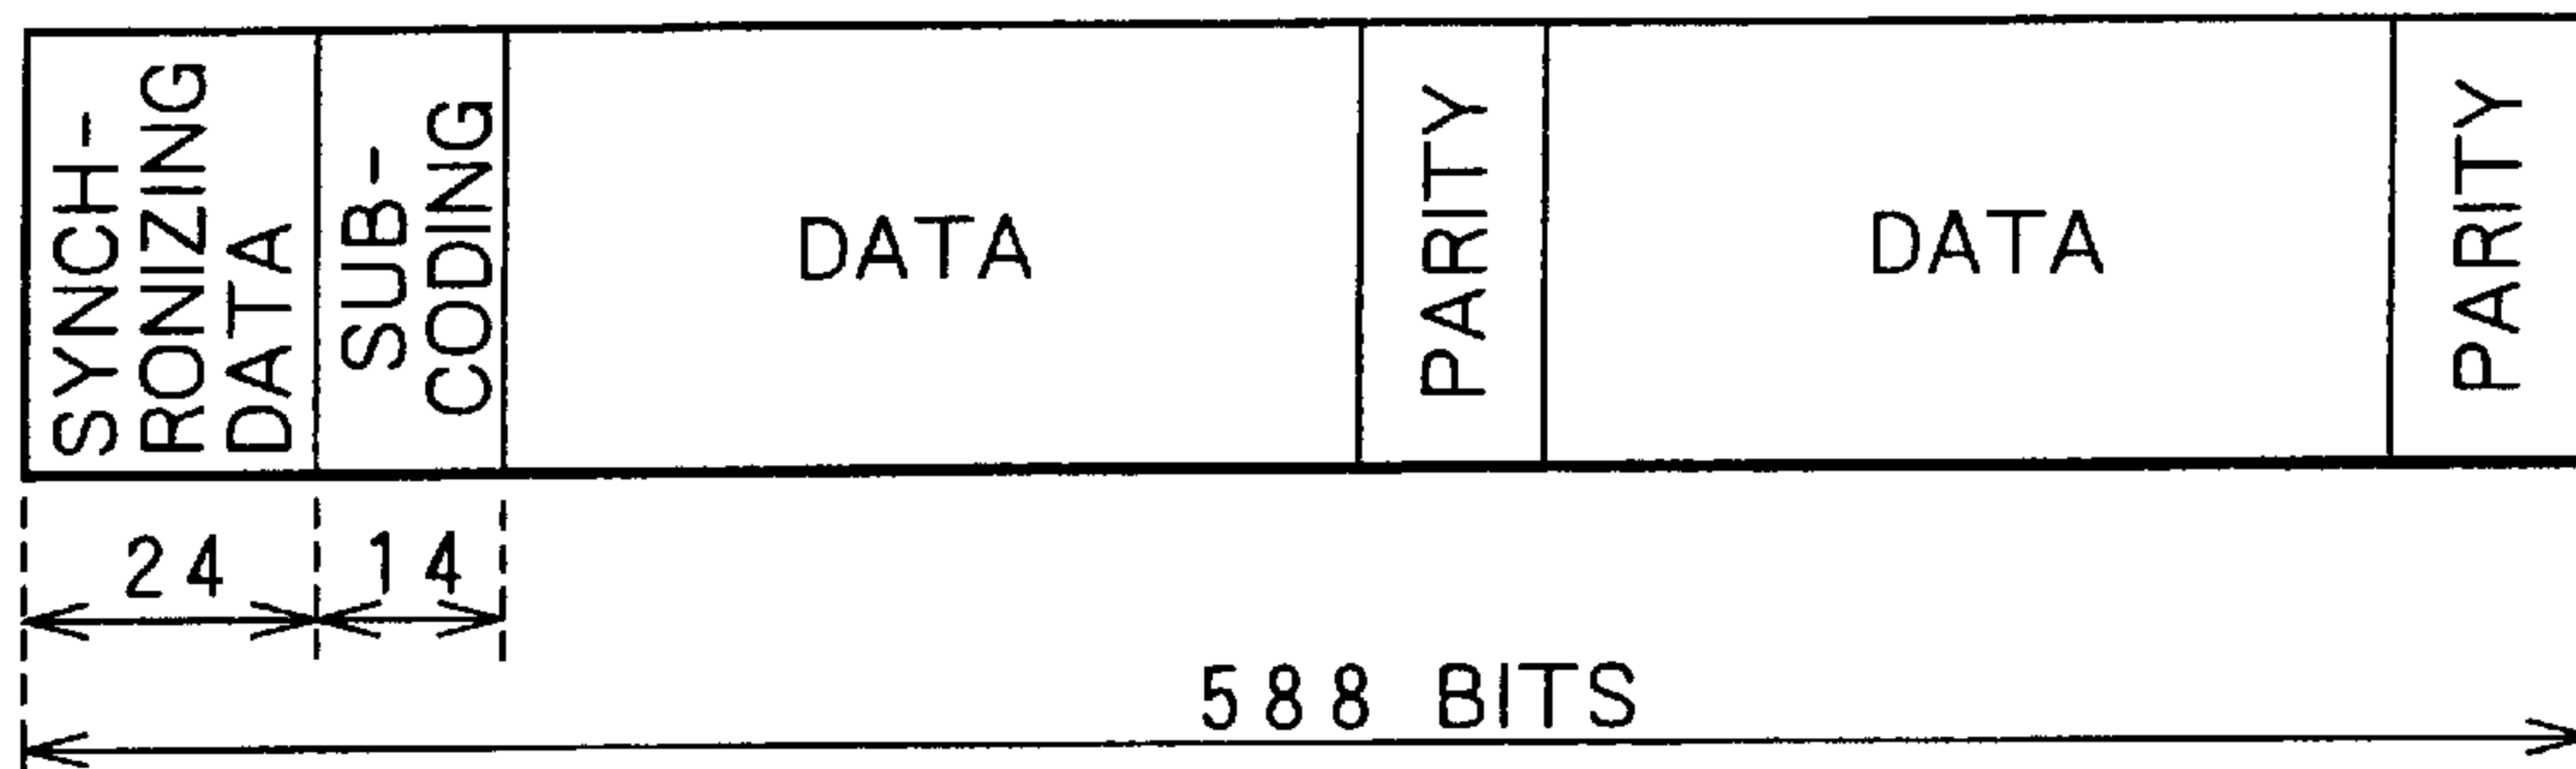 SYNCH-
RONIZING
DATA
SUB-
CODING
DATA
PARITY
DATA
PARITY
24
14
588 BITS